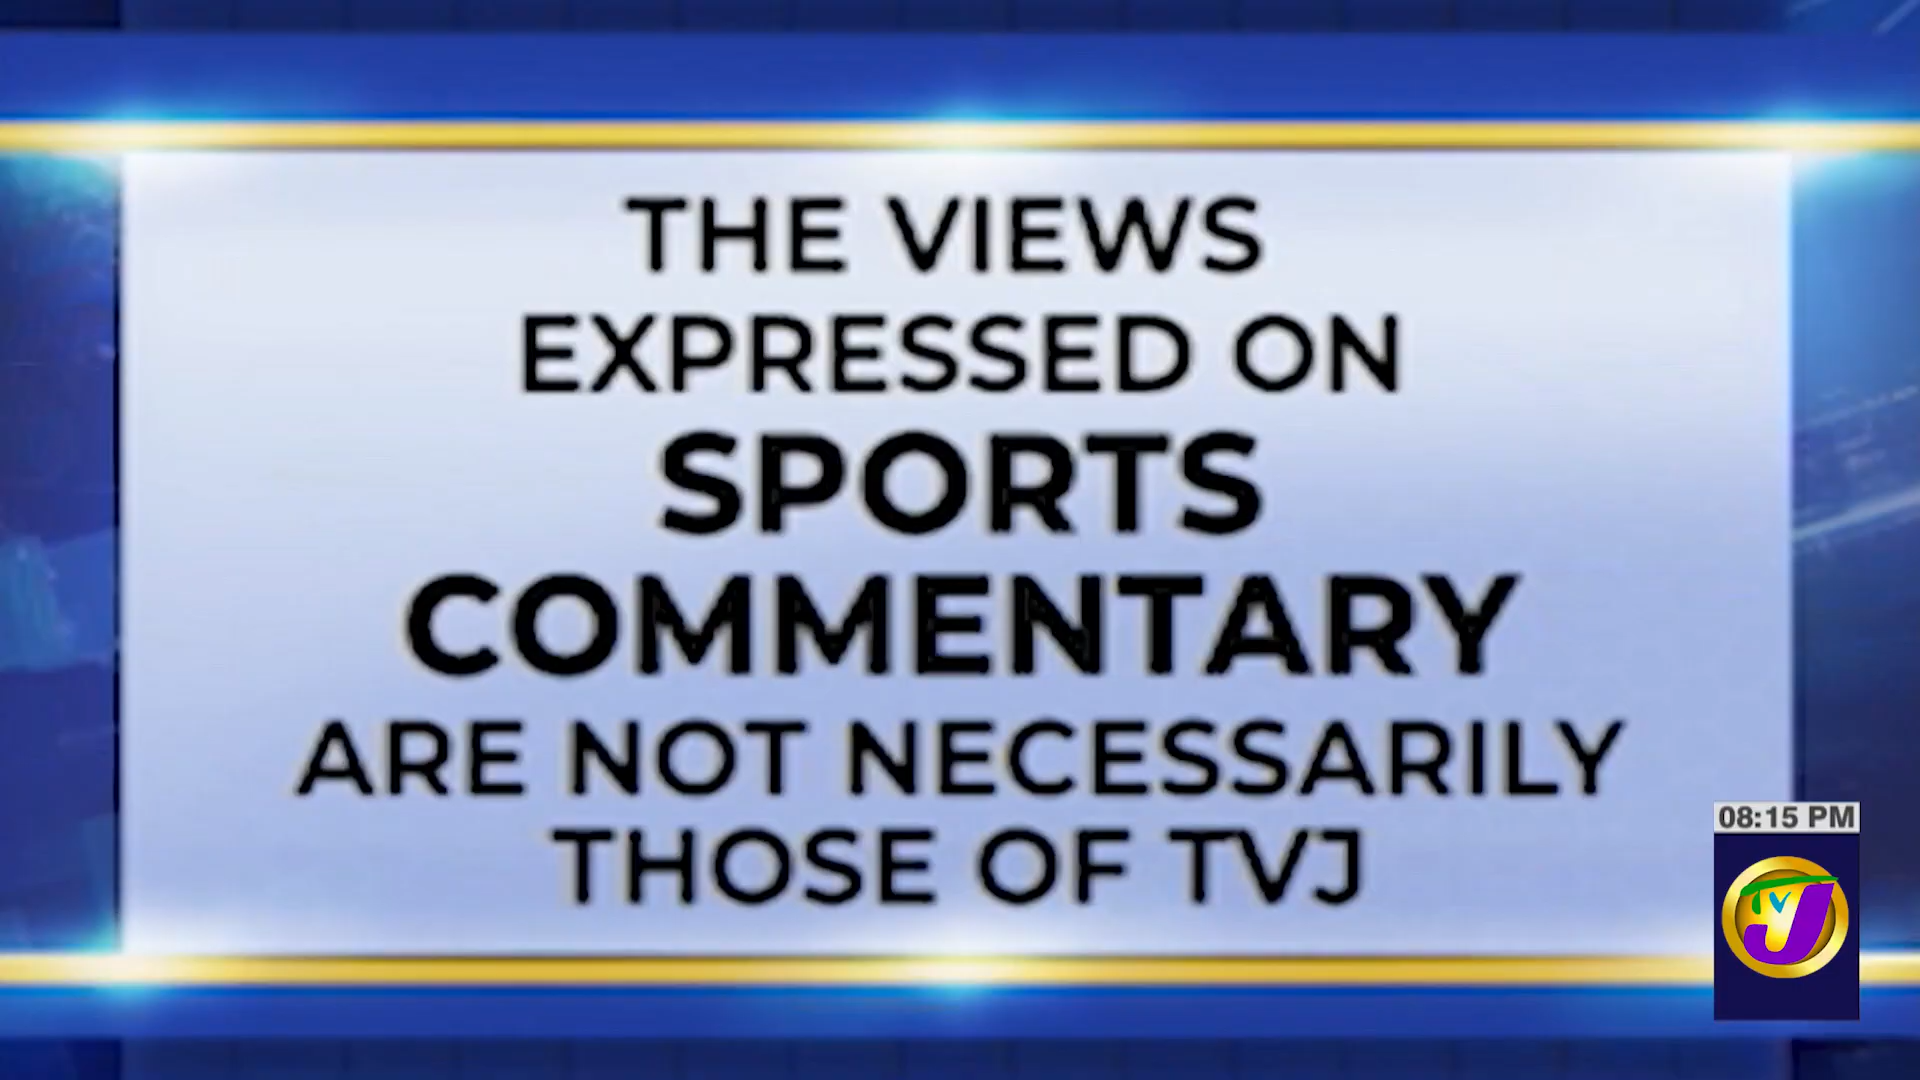 THE VIEWS
EXPRESSED ON
SPORTS
COMMENTARY
ARE NOT NECESSARILY
THOSE OF TVJ
08:15 PM
TVJ